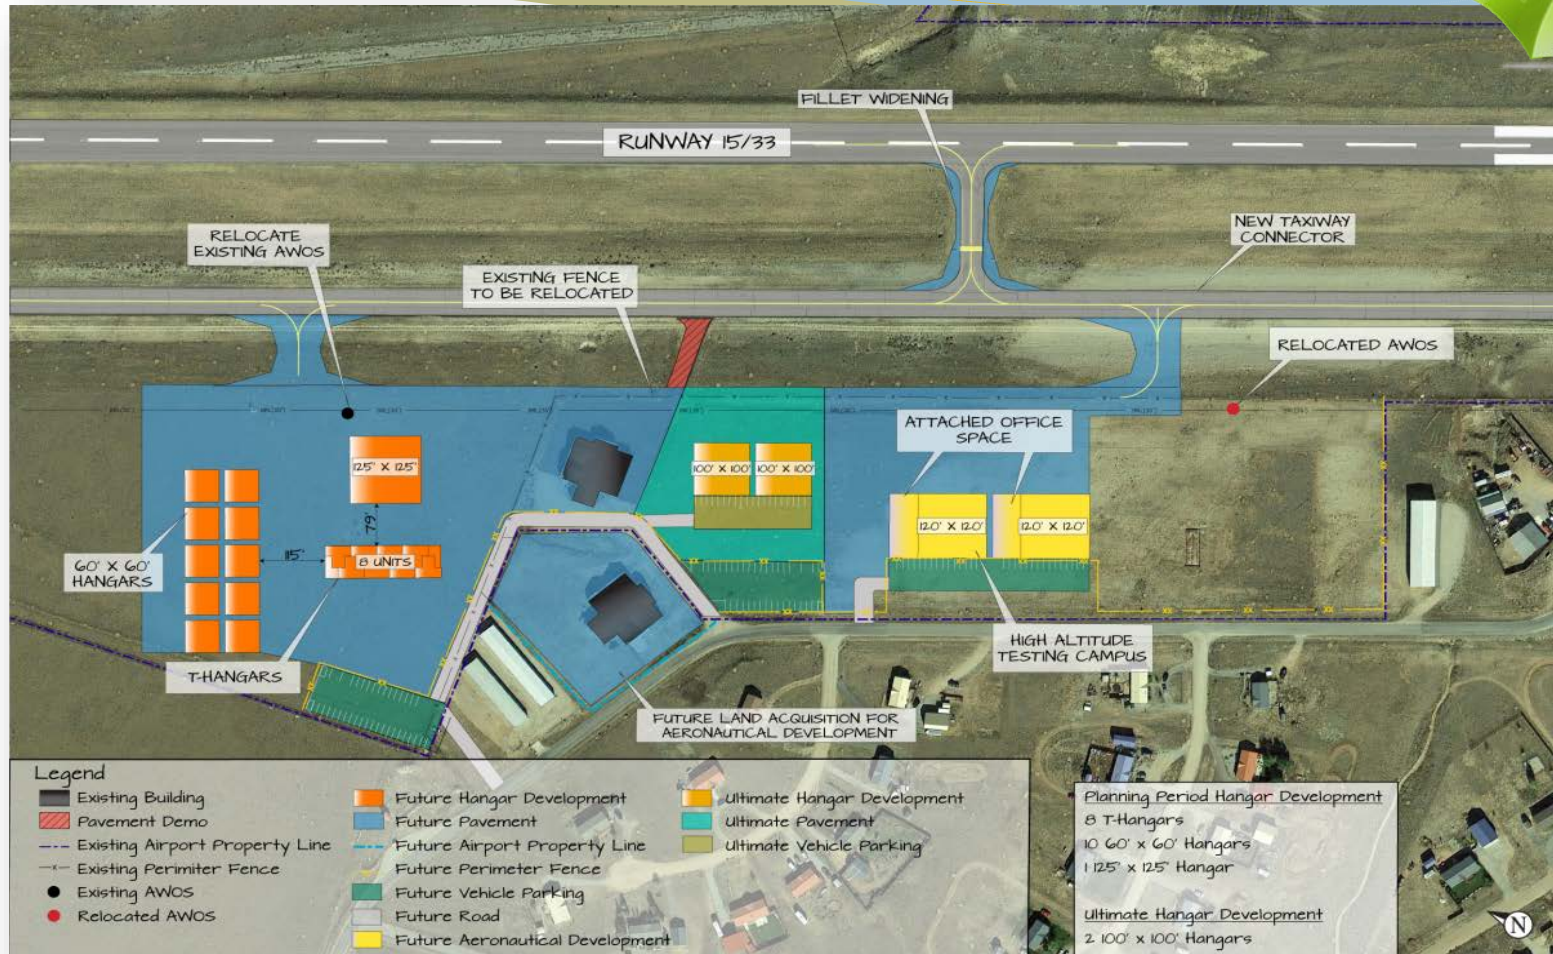 FILLET WIDENING
RUNWAY 15/33
RELOCATE
EXISTING AWOS
NEW TAXIWAY
CONNECTOR
EXISTING FENCE
TO BE RELOCATED
RELOCATED AWOS
ATTACHED OFFICE
SPACE
125' X 125'
100' X 100'
100' X 100'
79'
120' X 120'
120' X 120'
115'
8 UNITS
60' X 60'
HANGARS
HIGH ALTITUDE
TESTING CAMPUS
T-HANGARS
FUTURE LAND ACQUISITION FOR
AERONAUTICAL DEVELOPMENT
Legend
Existing Building
Pavement Demo
Existing Airport Property Line
Existing Perimiter Fence
Existing AWOS
Relocated AWOS
Future Hangar Development
Future Pavement
Future Airport Property Line
Future Perimeter Fence
Future Vehicle Parking
Future Road
Future Aeronautical Development
Ultimate Hangar Development
Ultimate Pavement
Ultimate Vehicle Parking
Planning Period Hangar Development
8 T-Hangars
10 60' x 60' Hangars
1 125' x 125' Hangar
Ultimate Hangar Development
2 100' x 100' Hangars
N